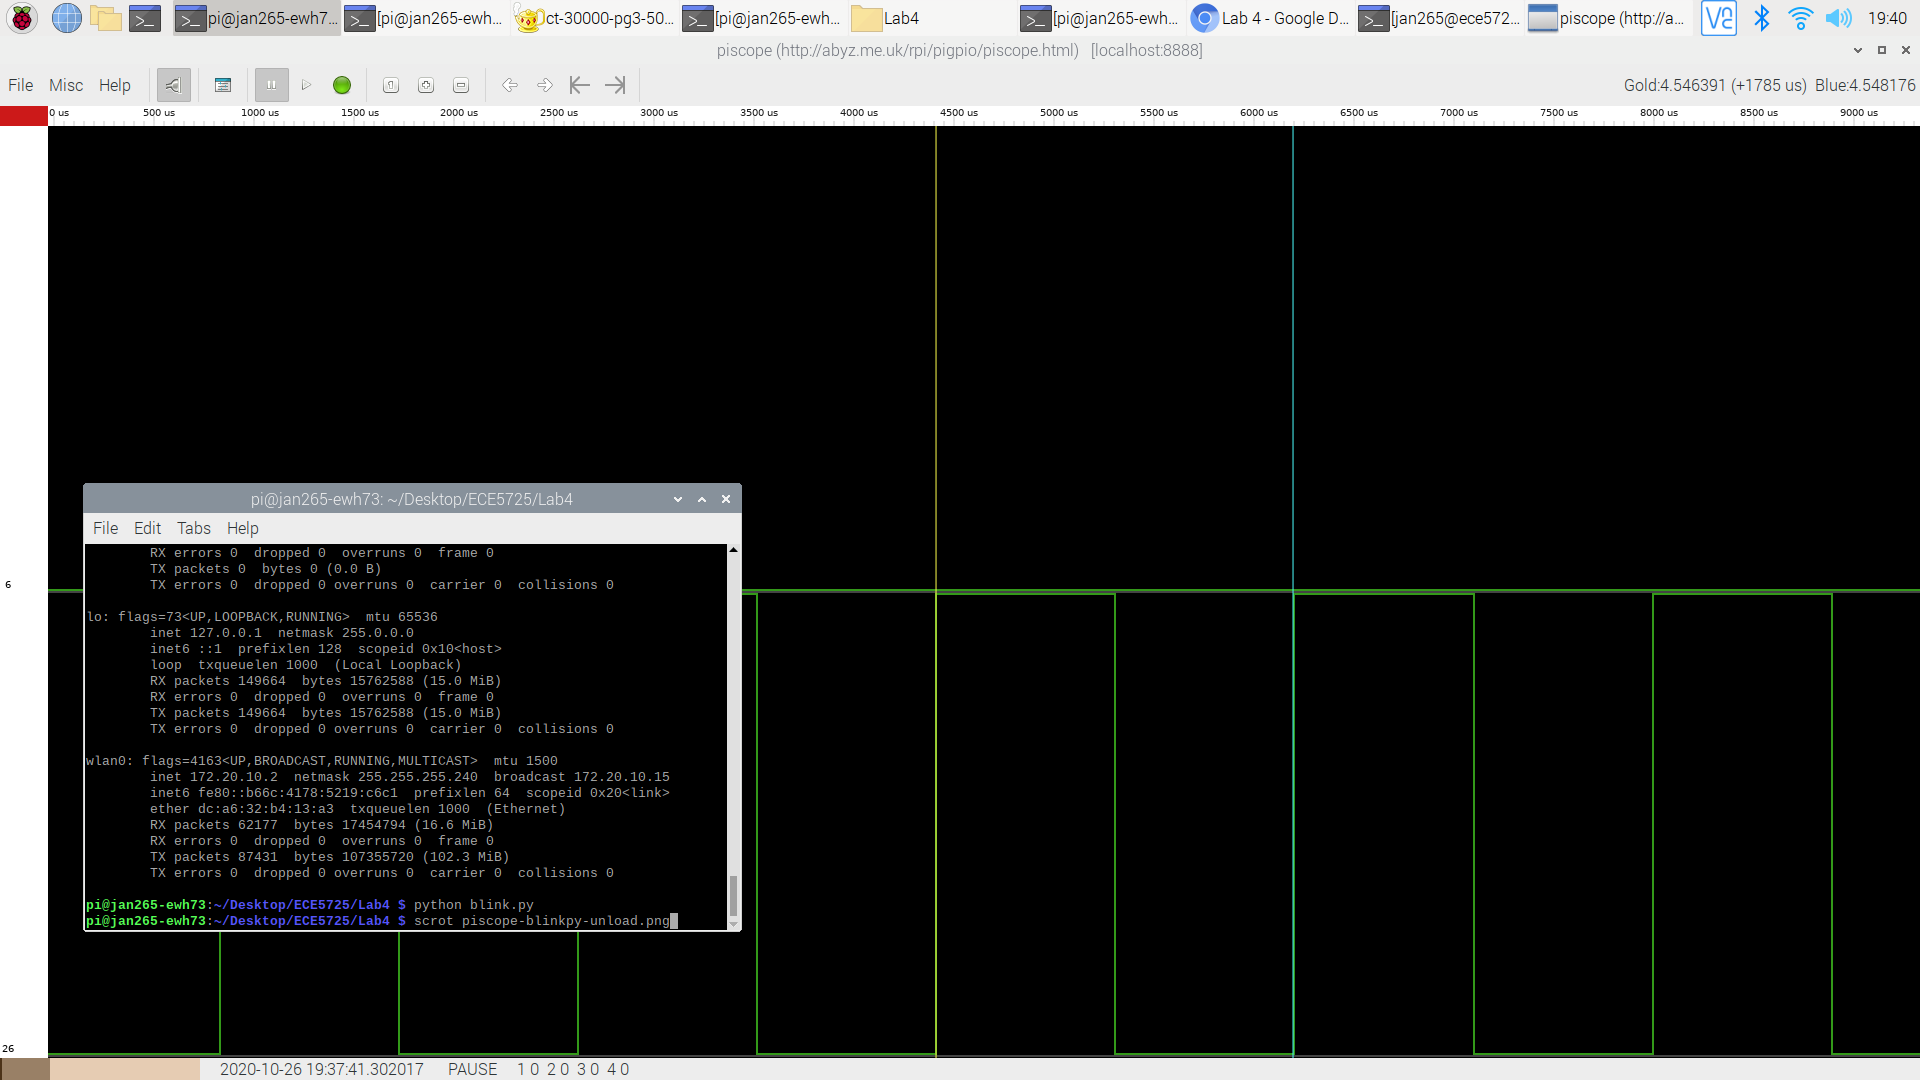 pi@jan265-ewh7... [pi@jan265-ewh... ct-30000-pg3-50... [pi@jan265-ewh... Lab4 [pi@jan265-ewh... Lab 4 - Google D... [jan265@ece572... piscope (http://a... 19:40
piscope (http://abyz.me.uk/rpi/pigpio/piscope.html) [localhost:8888]
File Misc Help Gold:4.546391 (+1785 us) Blue:4.548176
0 us 500 us 1000 us 1500 us 2000 us 2500 us 3000 us 3500 us 4000 us 4500 us 5000 us 5500 us 6000 us 6500 us 7000 us 7500 us 8000 us 8500 us 9000 us
pi@jan265-ewh73: ~/Desktop/ECE5725/Lab4
File Edit Tabs Help
RX errors 0  dropped 0  overruns 0  frame 0
TX packets 0  bytes 0 (0.0 B)
TX errors 0  dropped 0 overruns 0  carrier 0  collisions 0
lo: flags=73<UP,LOOPBACK,RUNNING>  mtu 65536
inet 127.0.0.1  netmask 255.0.0.0
inet6 ::1  prefixlen 128  scopeid 0x10<host>
loop  txqueuelen 1000  (Local Loopback)
RX packets 149664  bytes 15762588 (15.0 MiB)
RX errors 0  dropped 0  overruns 0  frame 0
TX packets 149664  bytes 15762588 (15.0 MiB)
TX errors 0  dropped 0 overruns 0  carrier 0  collisions 0
wlan0: flags=4163<UP,BROADCAST,RUNNING,MULTICAST>  mtu 1500
inet 172.20.10.2  netmask 255.255.255.240  broadcast 172.20.10.15
inet6 fe80::b66c:4178:5219:c6c1  prefixlen 64  scopeid 0x20<link>
ether dc:a6:32:b4:13:a3  txqueuelen 1000  (Ethernet)
RX packets 62177  bytes 17454794 (16.6 MiB)
RX errors 0  dropped 0  overruns 0  frame 0
TX packets 87431  bytes 107355720 (102.3 MiB)
TX errors 0  dropped 0 overruns 0  carrier 0  collisions 0
pi@jan265-ewh73:~/Desktop/ECE5725/Lab4 $ python blink.py
pi@jan265-ewh73:~/Desktop/ECE5725/Lab4 $ scrot piscope-blinkpy-unload.png
6
26
2020-10-26 19:37:41.302017 PAUSE 1 0 2 0 3 0 4 0